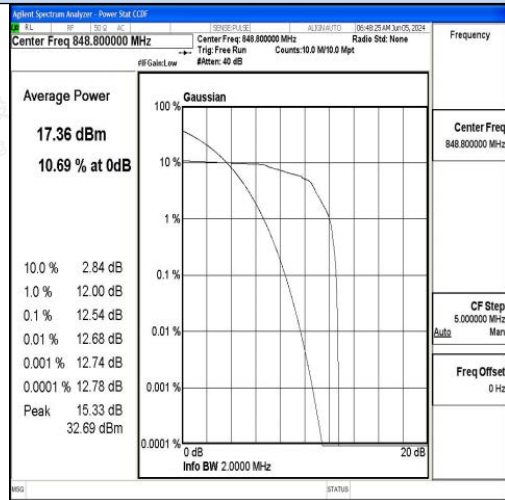 Agilent Spectrum Analyzer - Power Stat CCDF
RL RF 50 Ω AC SENSE:PULSE ALIGNAUTO 06:48:25 AM Jun 05, 2024
Center Freq 848.800000 MHz
Center Freq: 848.800000 MHz Radio Std: None
Trig: Free Run Counts:10.0 M/10.0 Mpt
#IFGain:Low #Atten: 40 dB
Frequency
Average Power
17.36 dBm
10.69 % at 0dB
10.0 % 2.84 dB
1.0 % 12.00 dB
0.1 % 12.54 dB
0.01 % 12.68 dB
0.001 % 12.74 dB
0.0001 % 12.78 dB
Peak 15.33 dB
32.69 dBm
Gaussian
100 %
10 %
1 %
0.1 %
0.01 %
0.001 %
0.0001 %
0 dB 20 dB
Info BW 2.0000 MHz
Center Freq
848.800000 MHz
CF Step
5.000000 MHz
Auto Man
Freq Offset
0 Hz
MSG STATUS